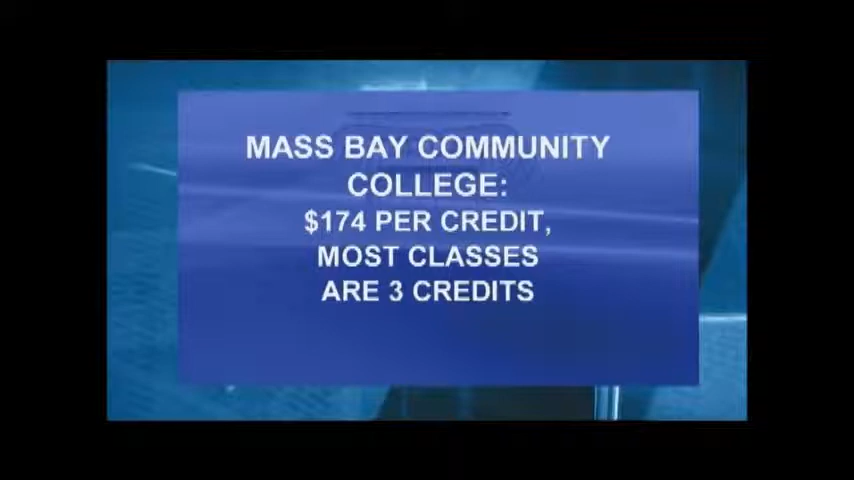 MASS BAY COMMUNITY
COLLEGE:
$174 PER CREDIT,
MOST CLASSES
ARE 3 CREDITS